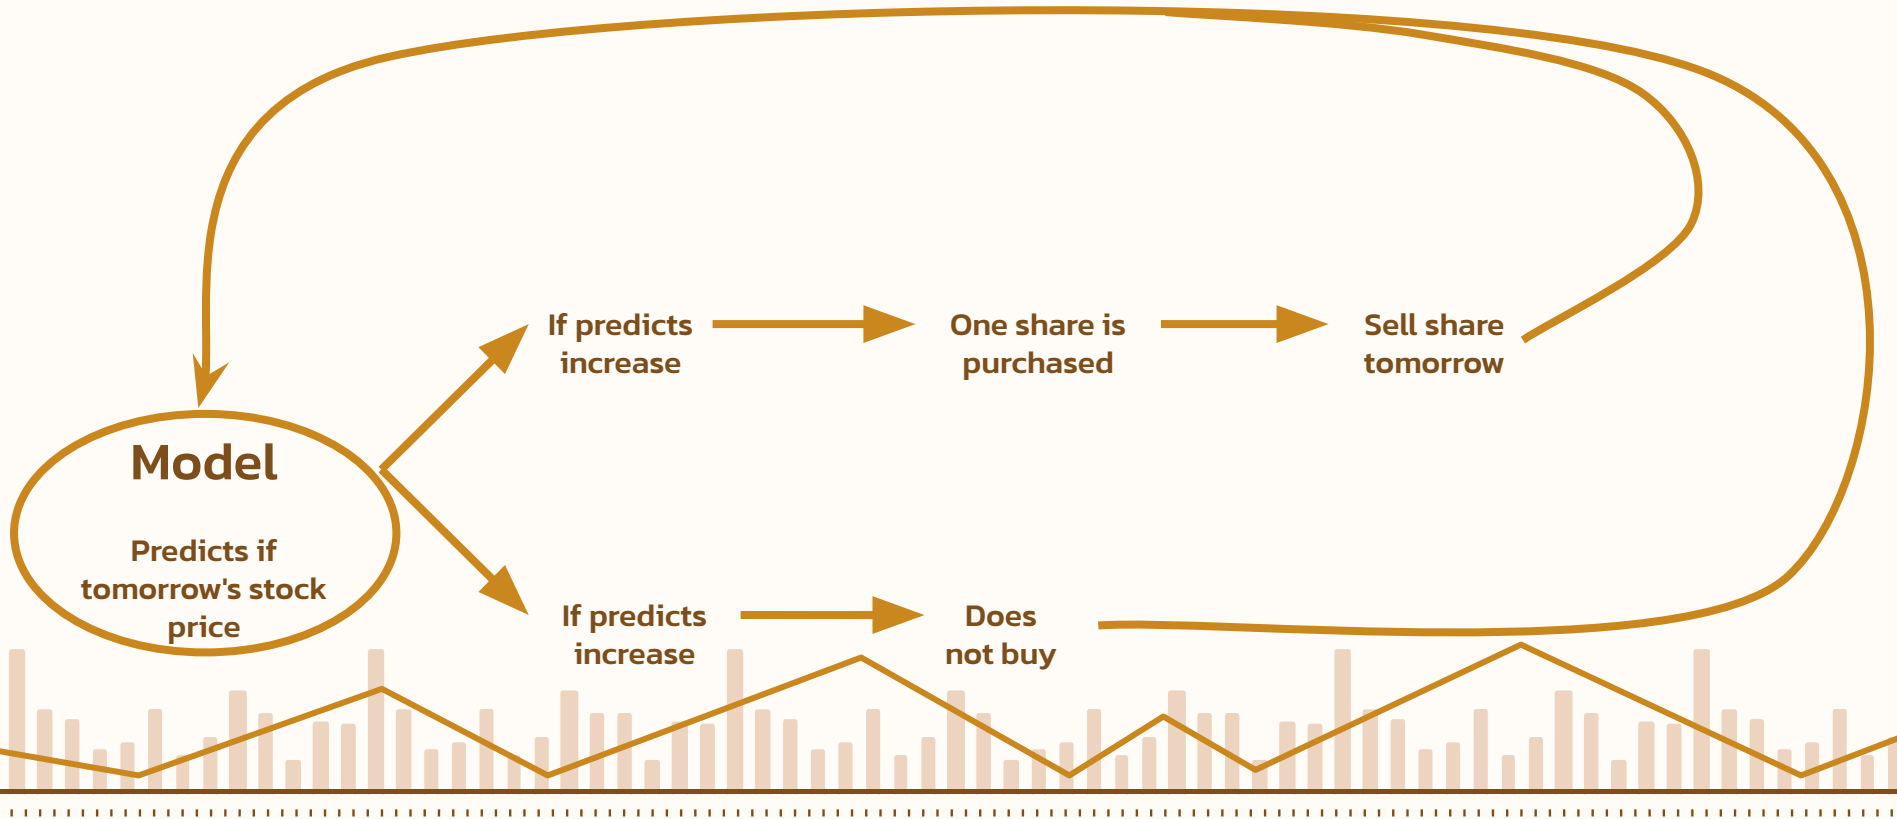 Model
Predicts if
tomorrow's stock
price
If predicts
increase
One share is
purchased
Sell share
tomorrow
If predicts
increase
Does
not buy